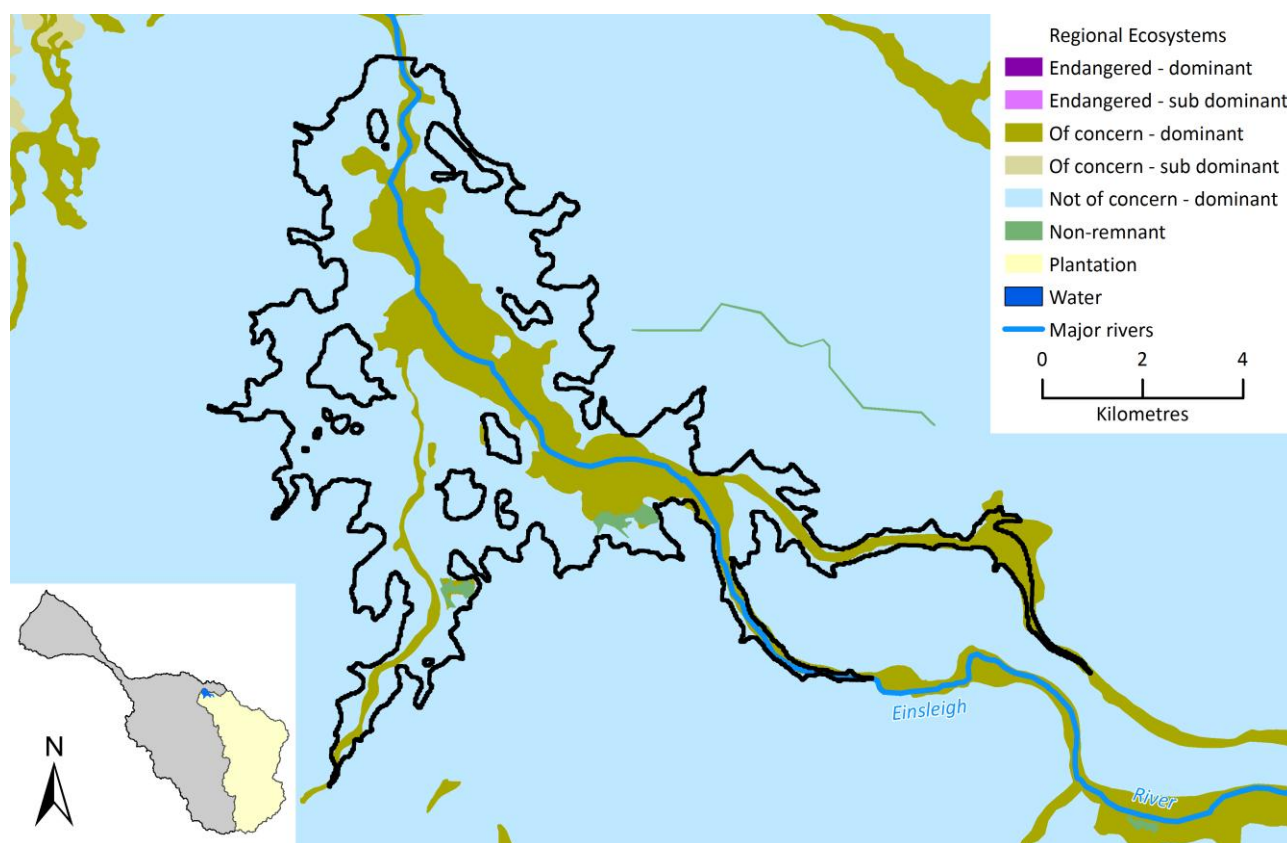 Regional Ecosystems
Endangered - dominant
Endangered - sub dominant
Of concern - dominant
Of concern - sub dominant
Not of concern - dominant
Non-remnant
Plantation
Water
Major rivers
0 2 4
Kilometres
Einsleigh
River
N